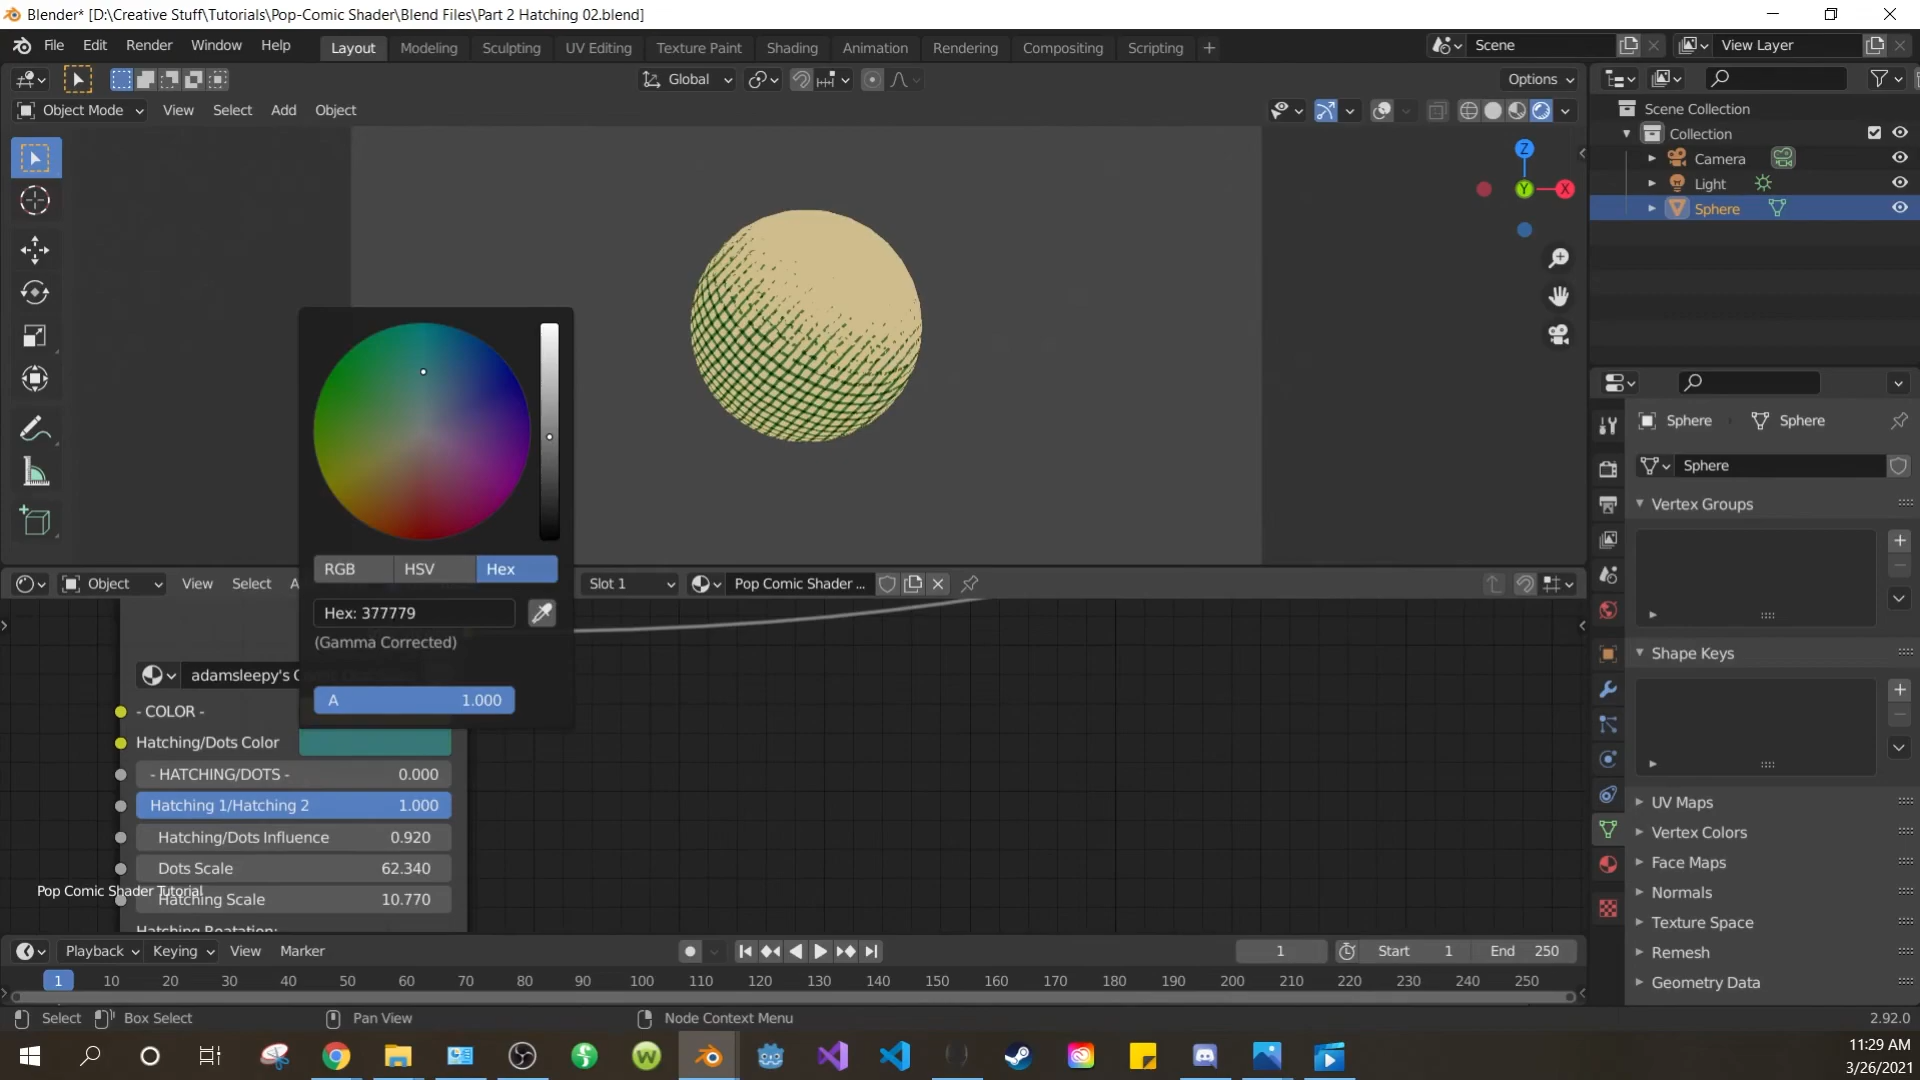 Blender* [D:\Creative Stuff\Tutorials\Pop-Comic Shader\Blend Files\Part 2 Hatching 02.blend]
File Edit Render Window Help Layout Modeling Sculpting UV Editing Texture Paint Shading Animation Rendering Compositing Scripting + Scene View Layer
Global Options
Object Mode View Select Add Object
Scene Collection
Collection
Camera
Light
Sphere
Z
Y X
Sphere Sphere
Sphere
Vertex Groups
Shape Keys
UV Maps
Vertex Colors
Face Maps
Normals
Texture Space
Remesh
Geometry Data
RGB HSV Hex
Hex: 377779
(Gamma Corrected)
A 1.000
Object View Select A Slot 1 Pop Comic Shader ...
adamsleepy's C
- COLOR -
Hatching/Dots Color
- HATCHING/DOTS - 0.000
Hatching 1/Hatching 2 1.000
Hatching/Dots Influence 0.920
Dots Scale 62.340
Pop Comic Shader Tutorial
Hatching Scale 10.770
Hatching Roatation:
Playback Keying View Marker 1 Start 1 End 250
1 10 20 30 40 50 60 70 80 90 100 110 120 130 140 150 160 170 180 190 200 210 220 230 240 250
Select Box Select Pan View Node Context Menu 2.92.0
11:29 AM
3/26/2021